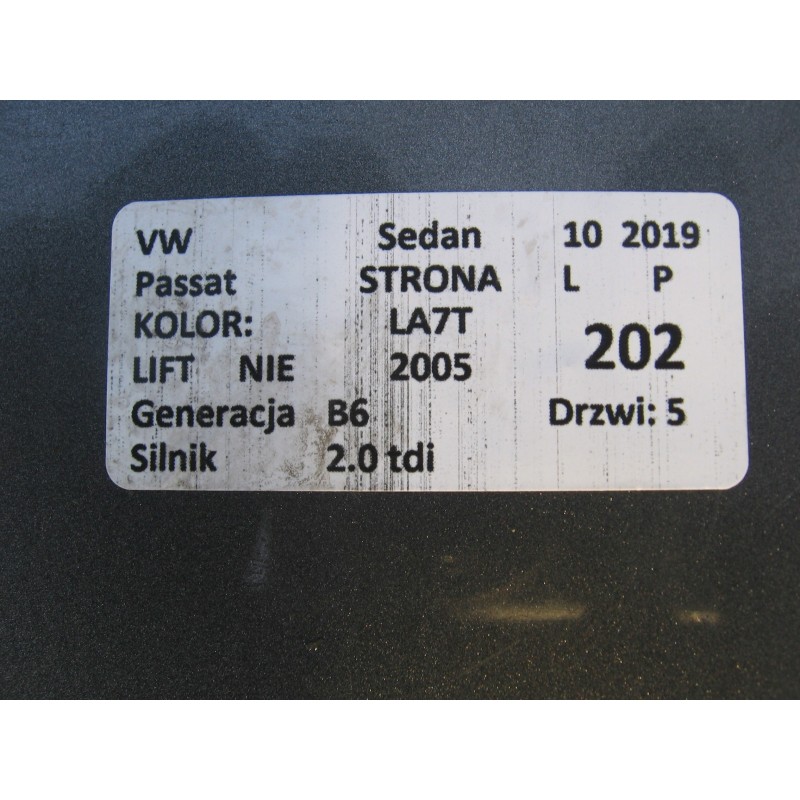 VW Sedan 10 2019
Passat STRONA L P
KOLOR: LA7T 202
LIFT NIE 2005
Generacja B6 Drzwi: 5
Silnik 2.0 tdi